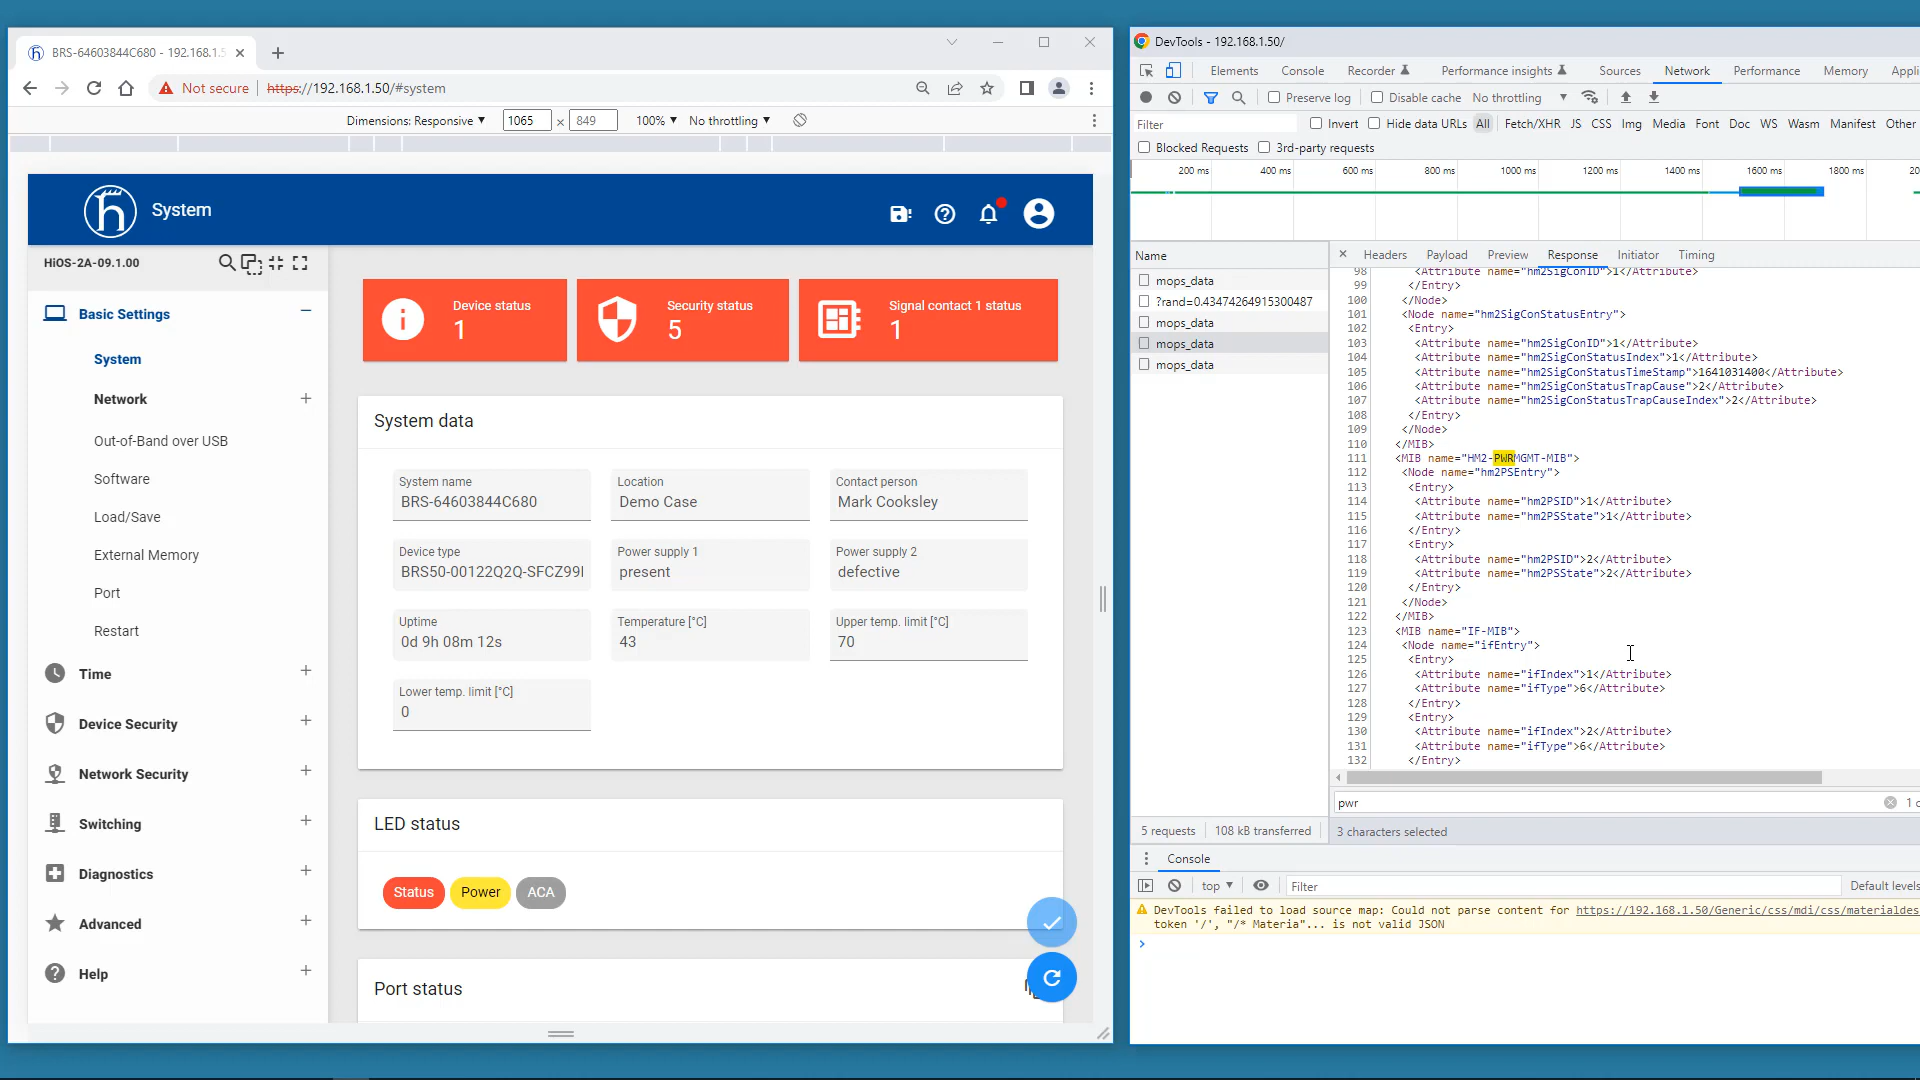 BRS-64603844C680 - 192.168.1.5
Not secure
https://192.168.1.50/#system
Dimensions: Responsive
1065
×
849
100%
No throttling
System
HiOS-2A-09.1.00
Basic Settings
System
Network
Out-of-Band over USB
Software
Load/Save
External Memory
Port
Restart
Time
Device Security
Network Security
Switching
Diagnostics
Advanced
Help
Device status
1
Security status
5
Signal contact 1 status
1
System data
System name
BRS-64603844C680
Location
Demo Case
Contact person
Mark Cooksley
Device type
BRS50-00122Q2Q-SFCZ99
Power supply 1
present
Power supply 2
defective
Uptime
0d 9h 08m 12s
Temperature [°C]
43
Upper temp. limit [°C]
70
Lower temp. limit [°C]
0
LED status
Status Power ACA
Port status
DevTools - 192.168.1.50/
Elements Console Recorder Performance insights Sources Network Performance Memory Appli
Preserve log Disable cache No throttling
Filter Invert Hide data URLs All Fetch/XHR JS CSS Img Media Font Doc WS Wasm Manifest Other
Blocked Requests 3rd-party requests
200 ms 400 ms 600 ms 800 ms 1000 ms 1200 ms 1400 ms 1600 ms 1800 ms 20
Name
mops_data
?rand=0.43474264915300487
mops_data
mops_data
mops_data
5 requests 108 kB transferred
Headers Payload Preview Response Initiator Timing
98 <Attribute name="hm2SigConID">1</Attribute>
99 </Entry>
100 </Node>
101 <Node name="hm2SigConStatusEntry">
102 <Entry>
103 <Attribute name="hm2SigConID">1</Attribute>
104 <Attribute name="hm2SigConStatusIndex">1</Attribute>
105 <Attribute name="hm2SigConStatusTimeStamp">1641031400</Attribute>
106 <Attribute name="hm2SigConStatusTrapCause">2</Attribute>
107 <Attribute name="hm2SigConStatusTrapCauseIndex">2</Attribute>
108 </Entry>
109 </Node>
110 </MIB>
111 <MIB name="HM2-PWRMGMT-MIB">
112 <Node name="hm2PSEntry">
113 <Entry>
114 <Attribute name="hm2PSID">1</Attribute>
115 <Attribute name="hm2PSState">1</Attribute>
116 </Entry>
117 <Entry>
118 <Attribute name="hm2PSID">2</Attribute>
119 <Attribute name="hm2PSState">2</Attribute>
120 </Entry>
121 </Node>
122 </MIB>
123 <MIB name="IF-MIB">
124 <Node name="ifEntry">
125 <Entry>
126 <Attribute name="ifIndex">1</Attribute>
127 <Attribute name="ifType">6</Attribute>
128 </Entry>
129 <Entry>
130 <Attribute name="ifIndex">2</Attribute>
131 <Attribute name="ifType">6</Attribute>
132 </Entry>
pwr
1 
3 characters selected
Console
top Filter Default levels
DevTools failed to load source map: Could not parse content for https://192.168.1.50/Generic/css/mdi/css/materialdes
token '/', "/* Materia"... is not valid JSON